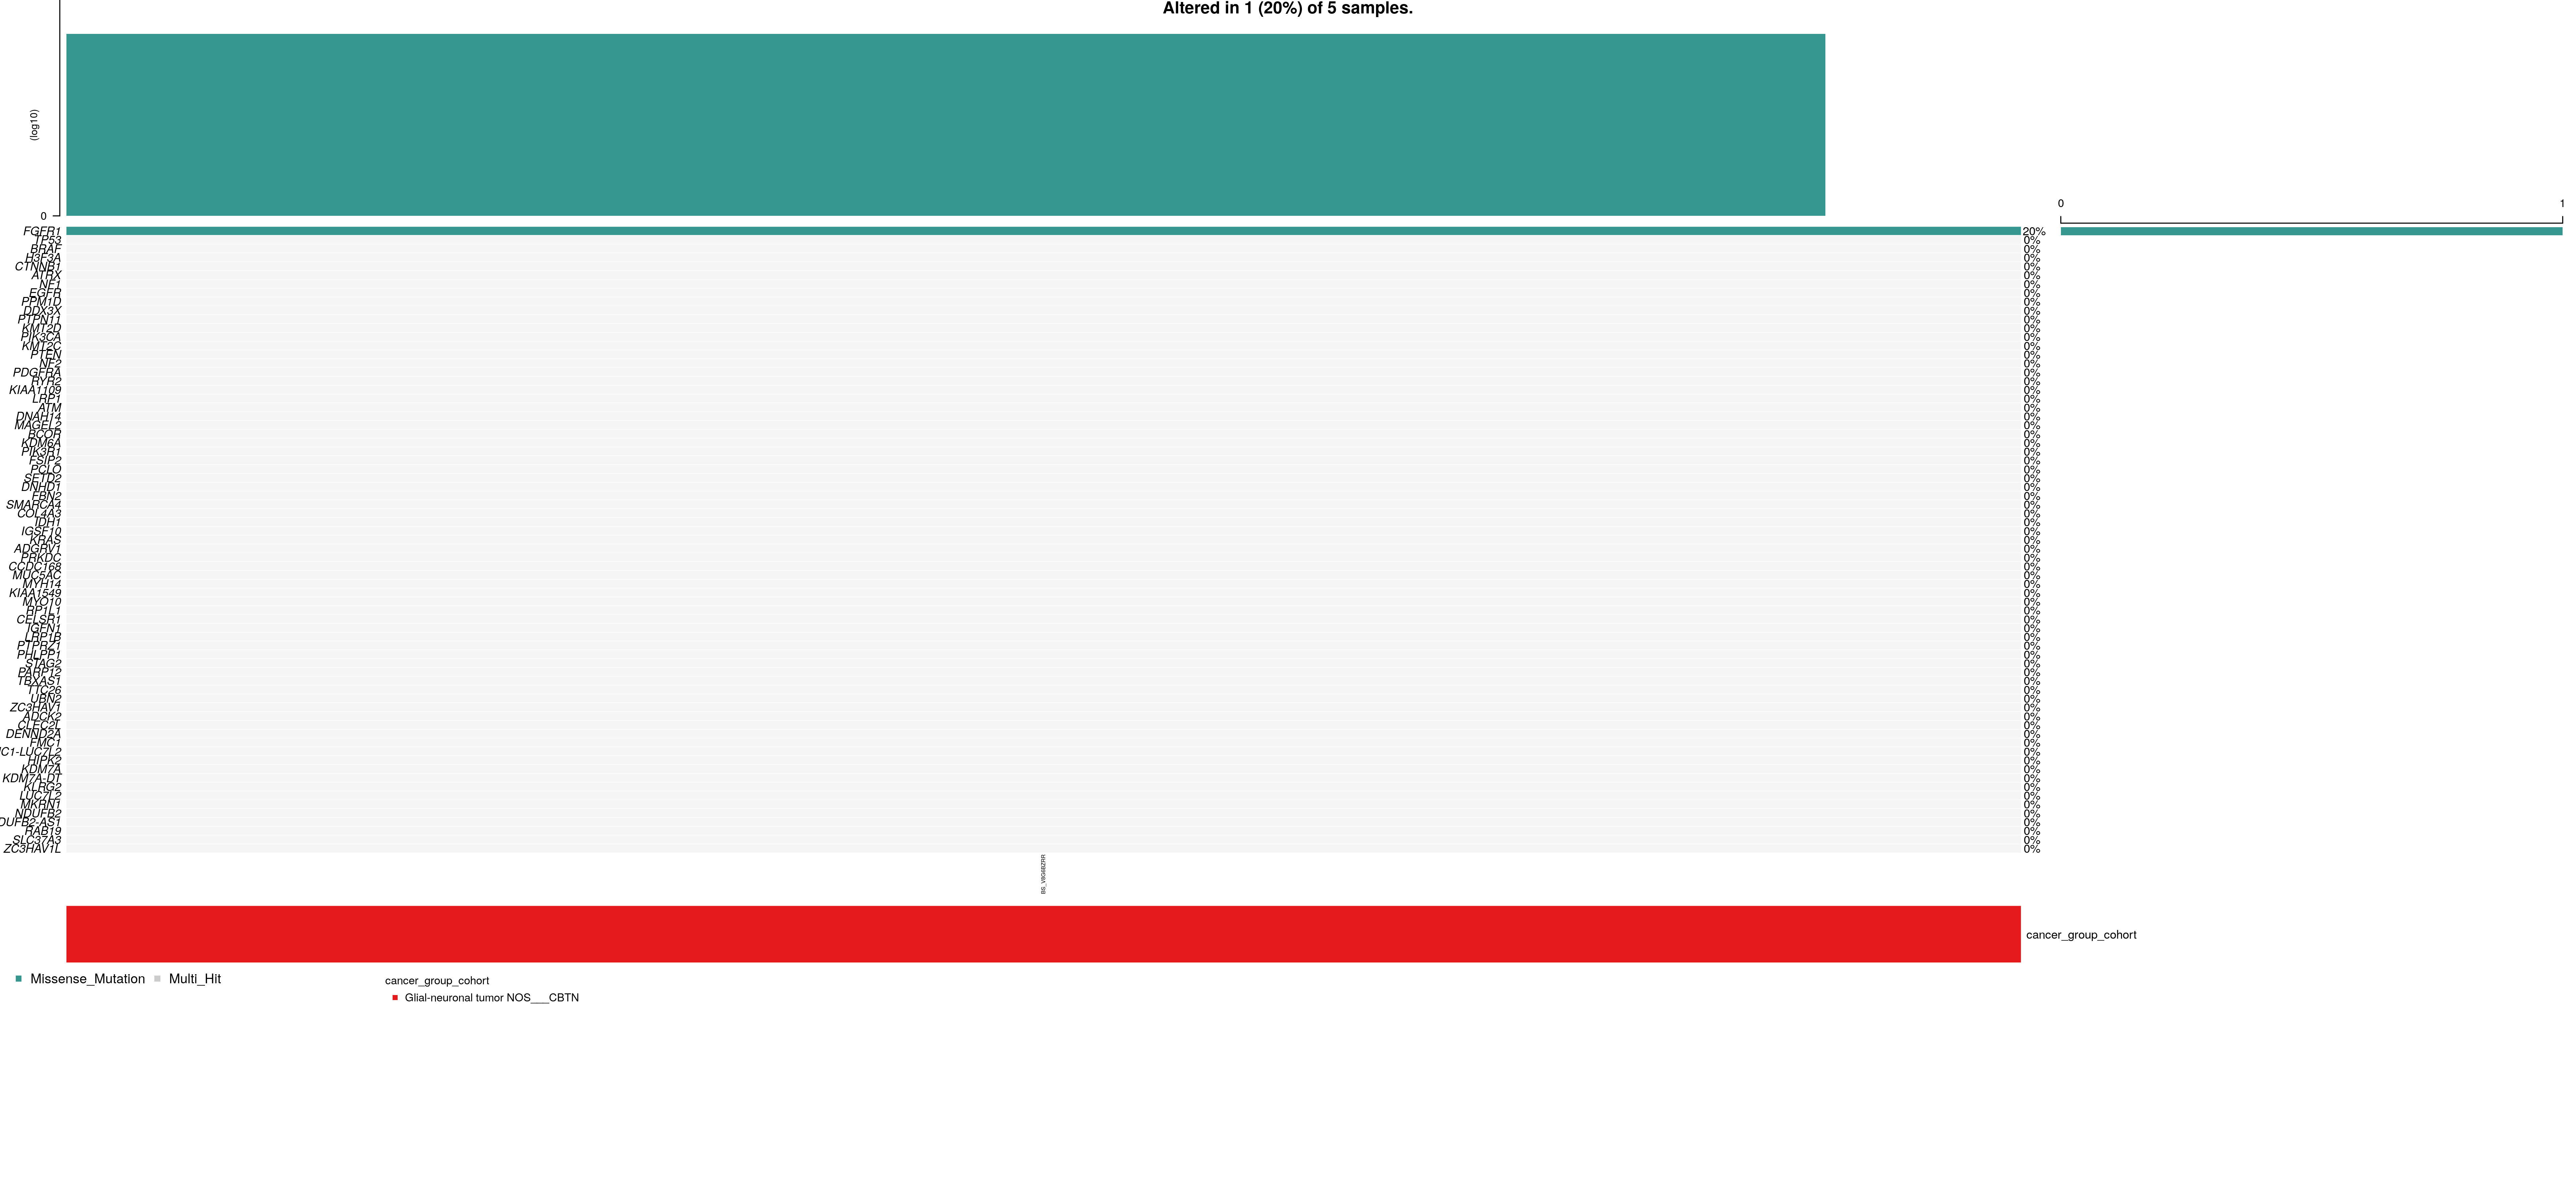 Altered in 1 (20%) of 5 samples.
(log10)
0
0 1
FGFR1 20%
TP53 0%
BRAF 0%
H3F3A 0%
CTNNB1 0%
ATRX 0%
NF1 0%
EGFR 0%
PPM1D 0%
DDX3X 0%
PTPN11 0%
KMT2D 0%
PIK3CA 0%
KMT2C 0%
PTEN 0%
NF2 0%
PDGFRA 0%
RYR2 0%
KIAA1109 0%
LRP1 0%
ATM 0%
DNAH14 0%
MAGEL2 0%
BCOR 0%
KDM6A 0%
PIK3R1 0%
FSIP2 0%
PCLO 0%
SETD2 0%
DNHD1 0%
FBN2 0%
SMARCA4 0%
COL4A3 0%
IDH1 0%
IGSF10 0%
KRAS 0%
ADGRV1 0%
PRKDC 0%
CCDC168 0%
MUC5AC 0%
MYH14 0%
KIAA1549 0%
MYO10 0%
RP1L1 0%
CELSR1 0%
IGFN1 0%
LRP1B 0%
PTPRZ1 0%
PHLPP1 0%
STAG2 0%
PARP12 0%
TBXAS1 0%
TTC26 0%
UBN2 0%
ZC3HAV1 0%
ADCK2 0%
CLEC2L 0%
DENND2A 0%
FMC1 0%
C1-LUC7L2 0%
HIPK2 0%
KDM7A 0%
KDM7A-DT 0%
KLRG2 0%
LUC7L2 0%
MKRN1 0%
NDUFB2 0%
DUFB2-AS1 0%
RAB19 0%
SLC37A3 0%
ZC3HAV1L 0%
cancer_group_cohort
Missense_Mutation Multi_Hit
cancer_group_cohort
Glial-neuronal tumor NOS___CBTN